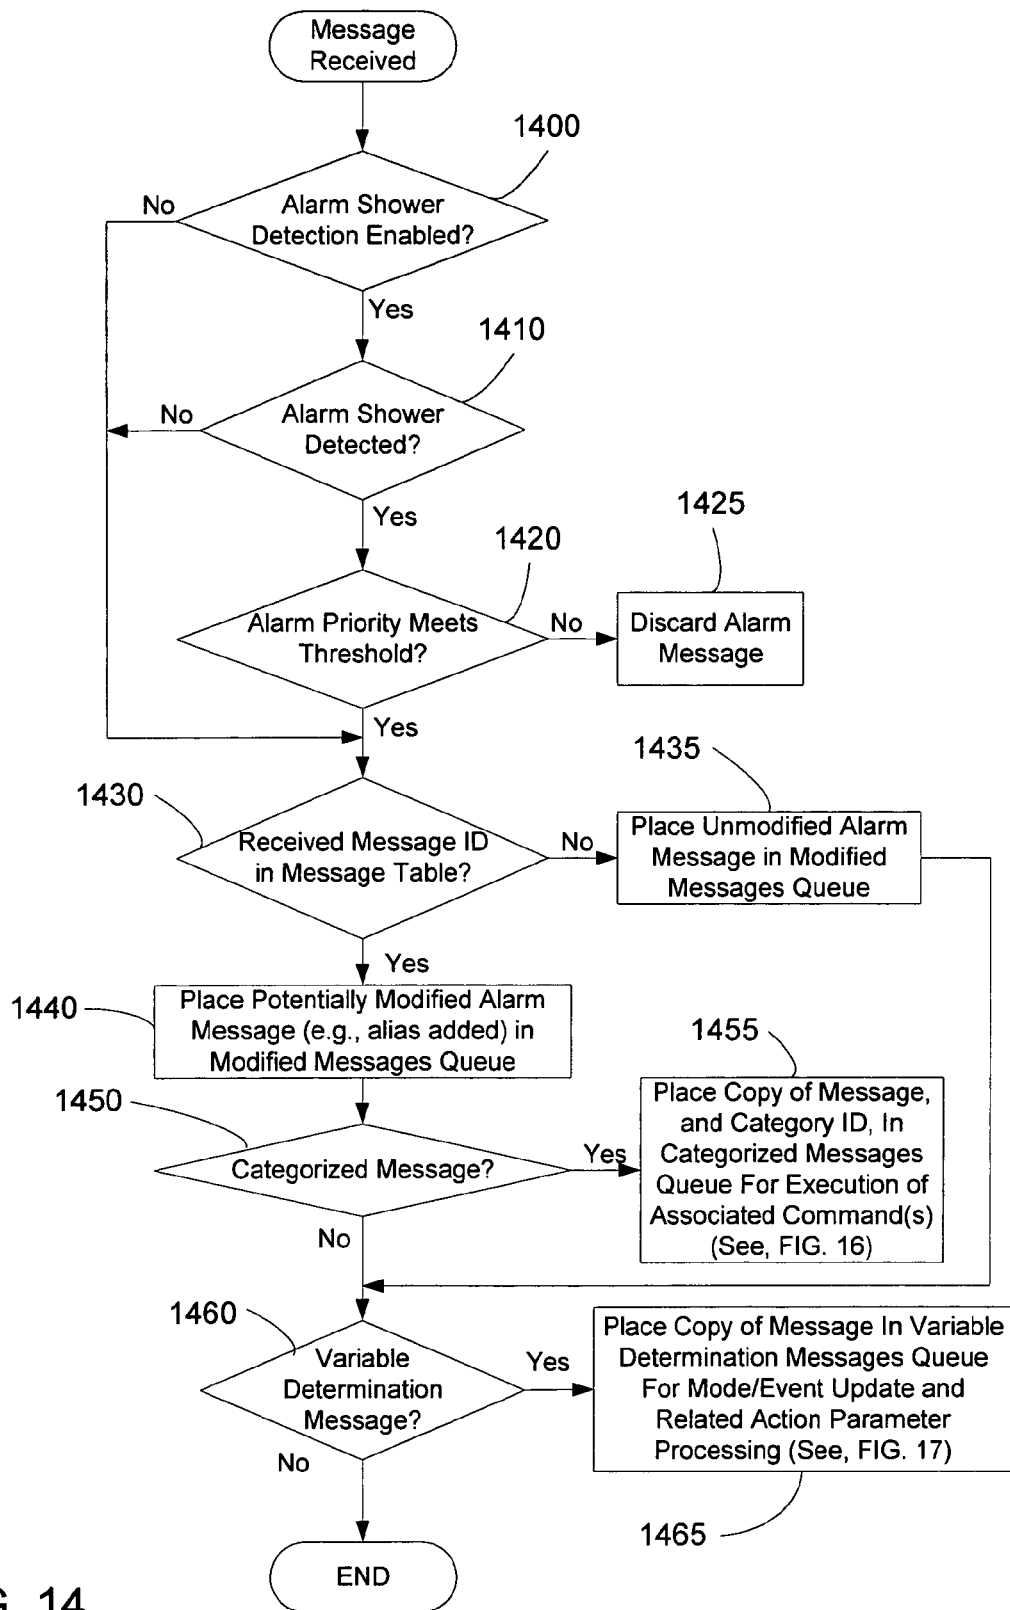 Message
Received
1400
No
Alarm Shower
Detection Enabled?
Yes
1410
No
Alarm Shower
Detected?
Yes
1420
1425
Alarm Priority Meets
Threshold?
No
Discard Alarm
Message
Yes
1430
1435
Received Message ID
in Message Table?
No
Place Unmodified Alarm
Message in Modified
Messages Queue
Yes
1440
Place Potentially Modified Alarm
Message (e.g., alias added) in
Modified Messages Queue
1450
1455
Categorized Message?
Yes
Place Copy of Message,
and Category ID, In
Categorized Messages
Queue For Execution of
Associated Command(s)
(See, FIG. 16)
No
1460
Variable
Determination
Message?
Yes
Place Copy of Message In Variable
Determination Messages Queue
For Mode/Event Update and
Related Action Parameter
Processing (See, FIG. 17)
No
1465
END
G. 14